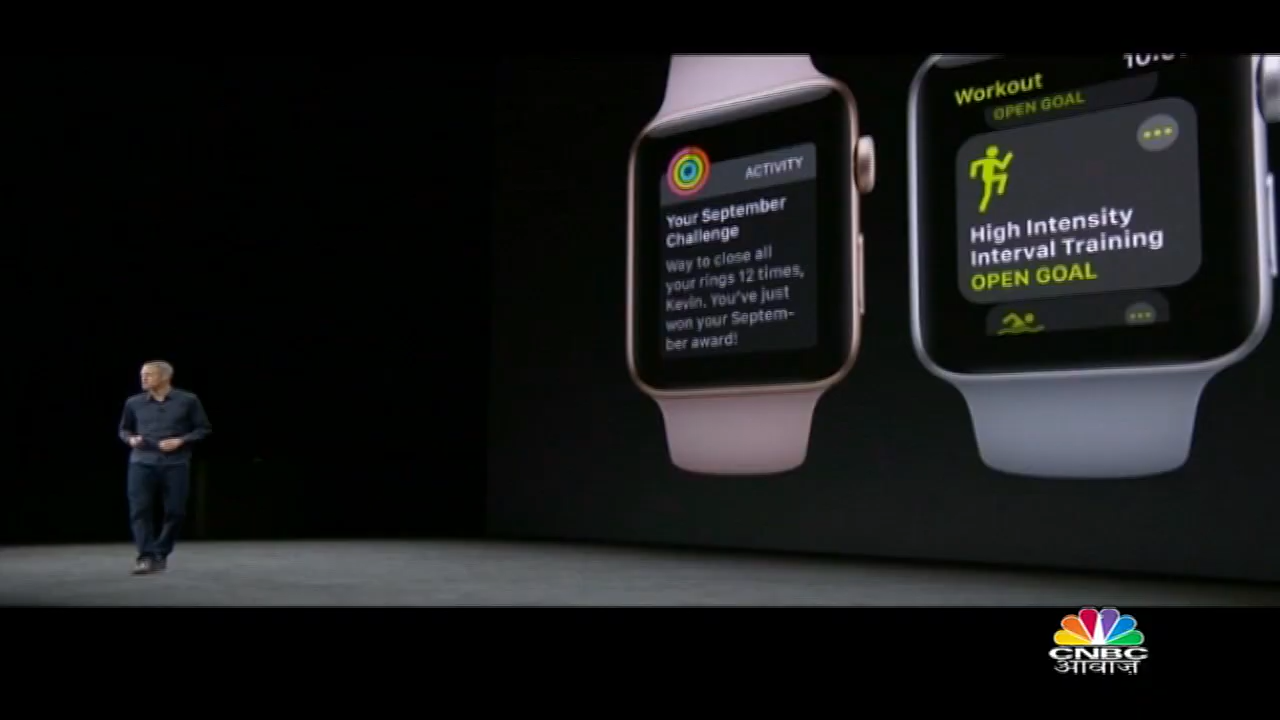 ACTIVITY
Your September
Challenge
Way to close all
your rings 12 times,
Kevin. You've just
won your Septem-
ber award!
Workout
OPEN GOAL
High Intensity
Interval Training
OPEN GOAL
CNBC
आवाज़